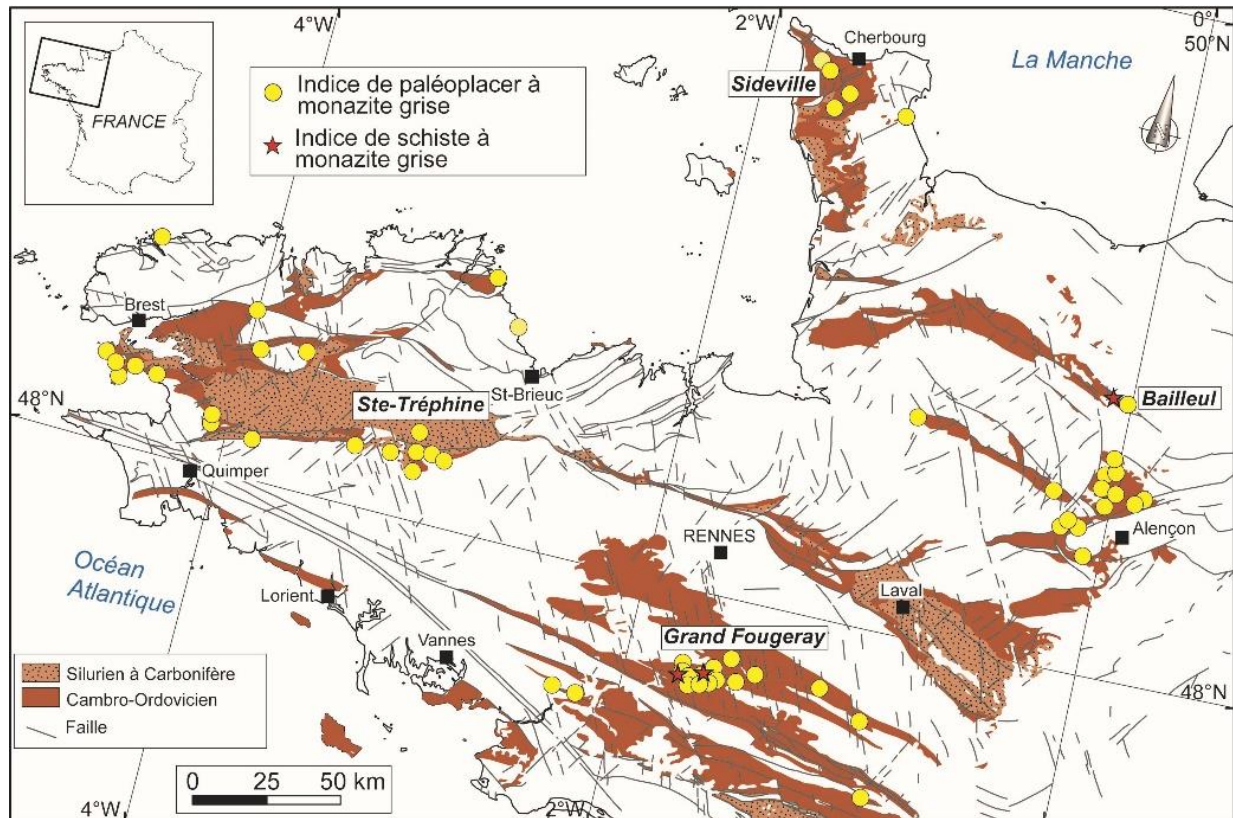 4°W
2°W
0°
50°N
FRANCE
Indice de paléoplacer à
monazite grise
Indice de schiste à
monazite grise
Cherbourg
Sideville
La Manche
Brest
St-Brieuc
Ste-Tréphine
48°N
Bailleul
Quimper
Alençon
RENNES
Océan
Atlantique
Lorient
Laval
Vannes
Grand Fougeray
48°N
Silurien à Carbonifère
Cambro-Ordovicien
Faille
0 25 50 km
4°W
2°W